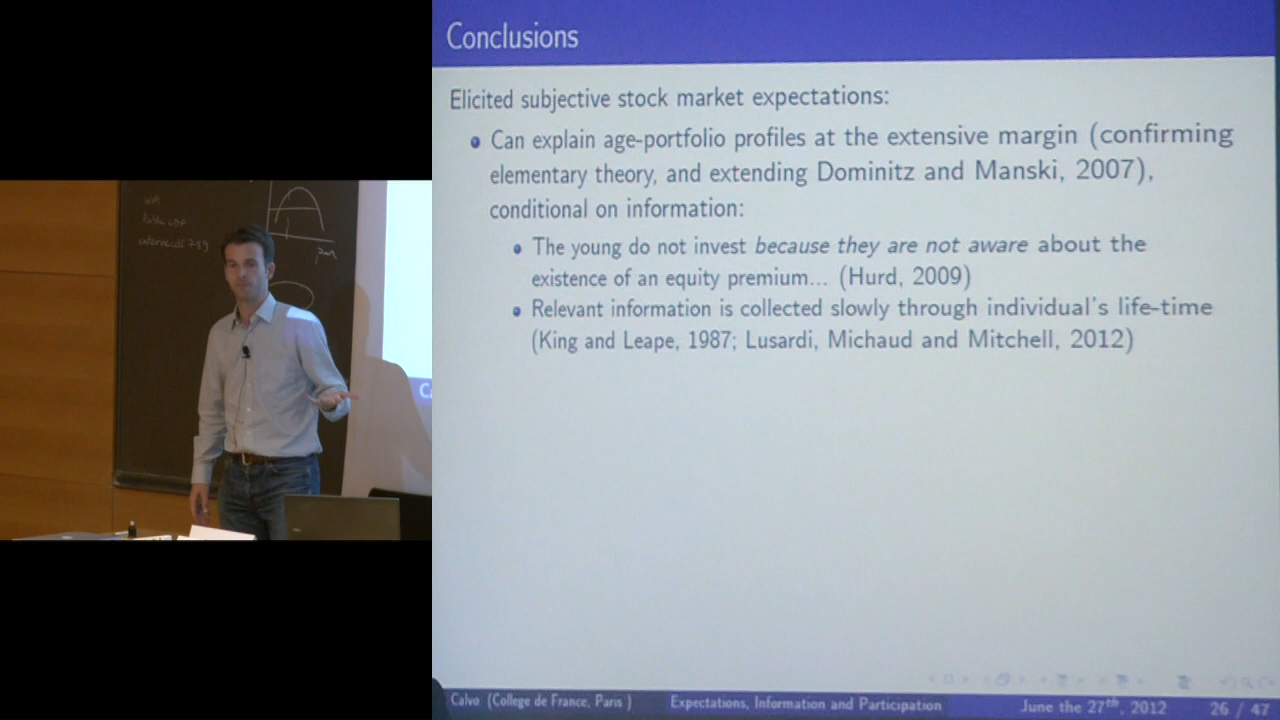 Conclusions
Elicited subjective stock market expectations:
Can explain age-portfolio profiles at the extensive margin (confirming
elementary theory, and extending Dominitz and Manski, 2007),
conditional on information:
The young do not invest because they are not aware about the
existence of an equity premium... (Hurd, 2009)
Relevant information is collected slowly through individual's life-time
(King and Leape, 1987; Lusardi, Michaud and Mitchell, 2012)
Calvo (College de France, Paris ) Expectations, Information and Participation June the 27th, 2012 26 / 47